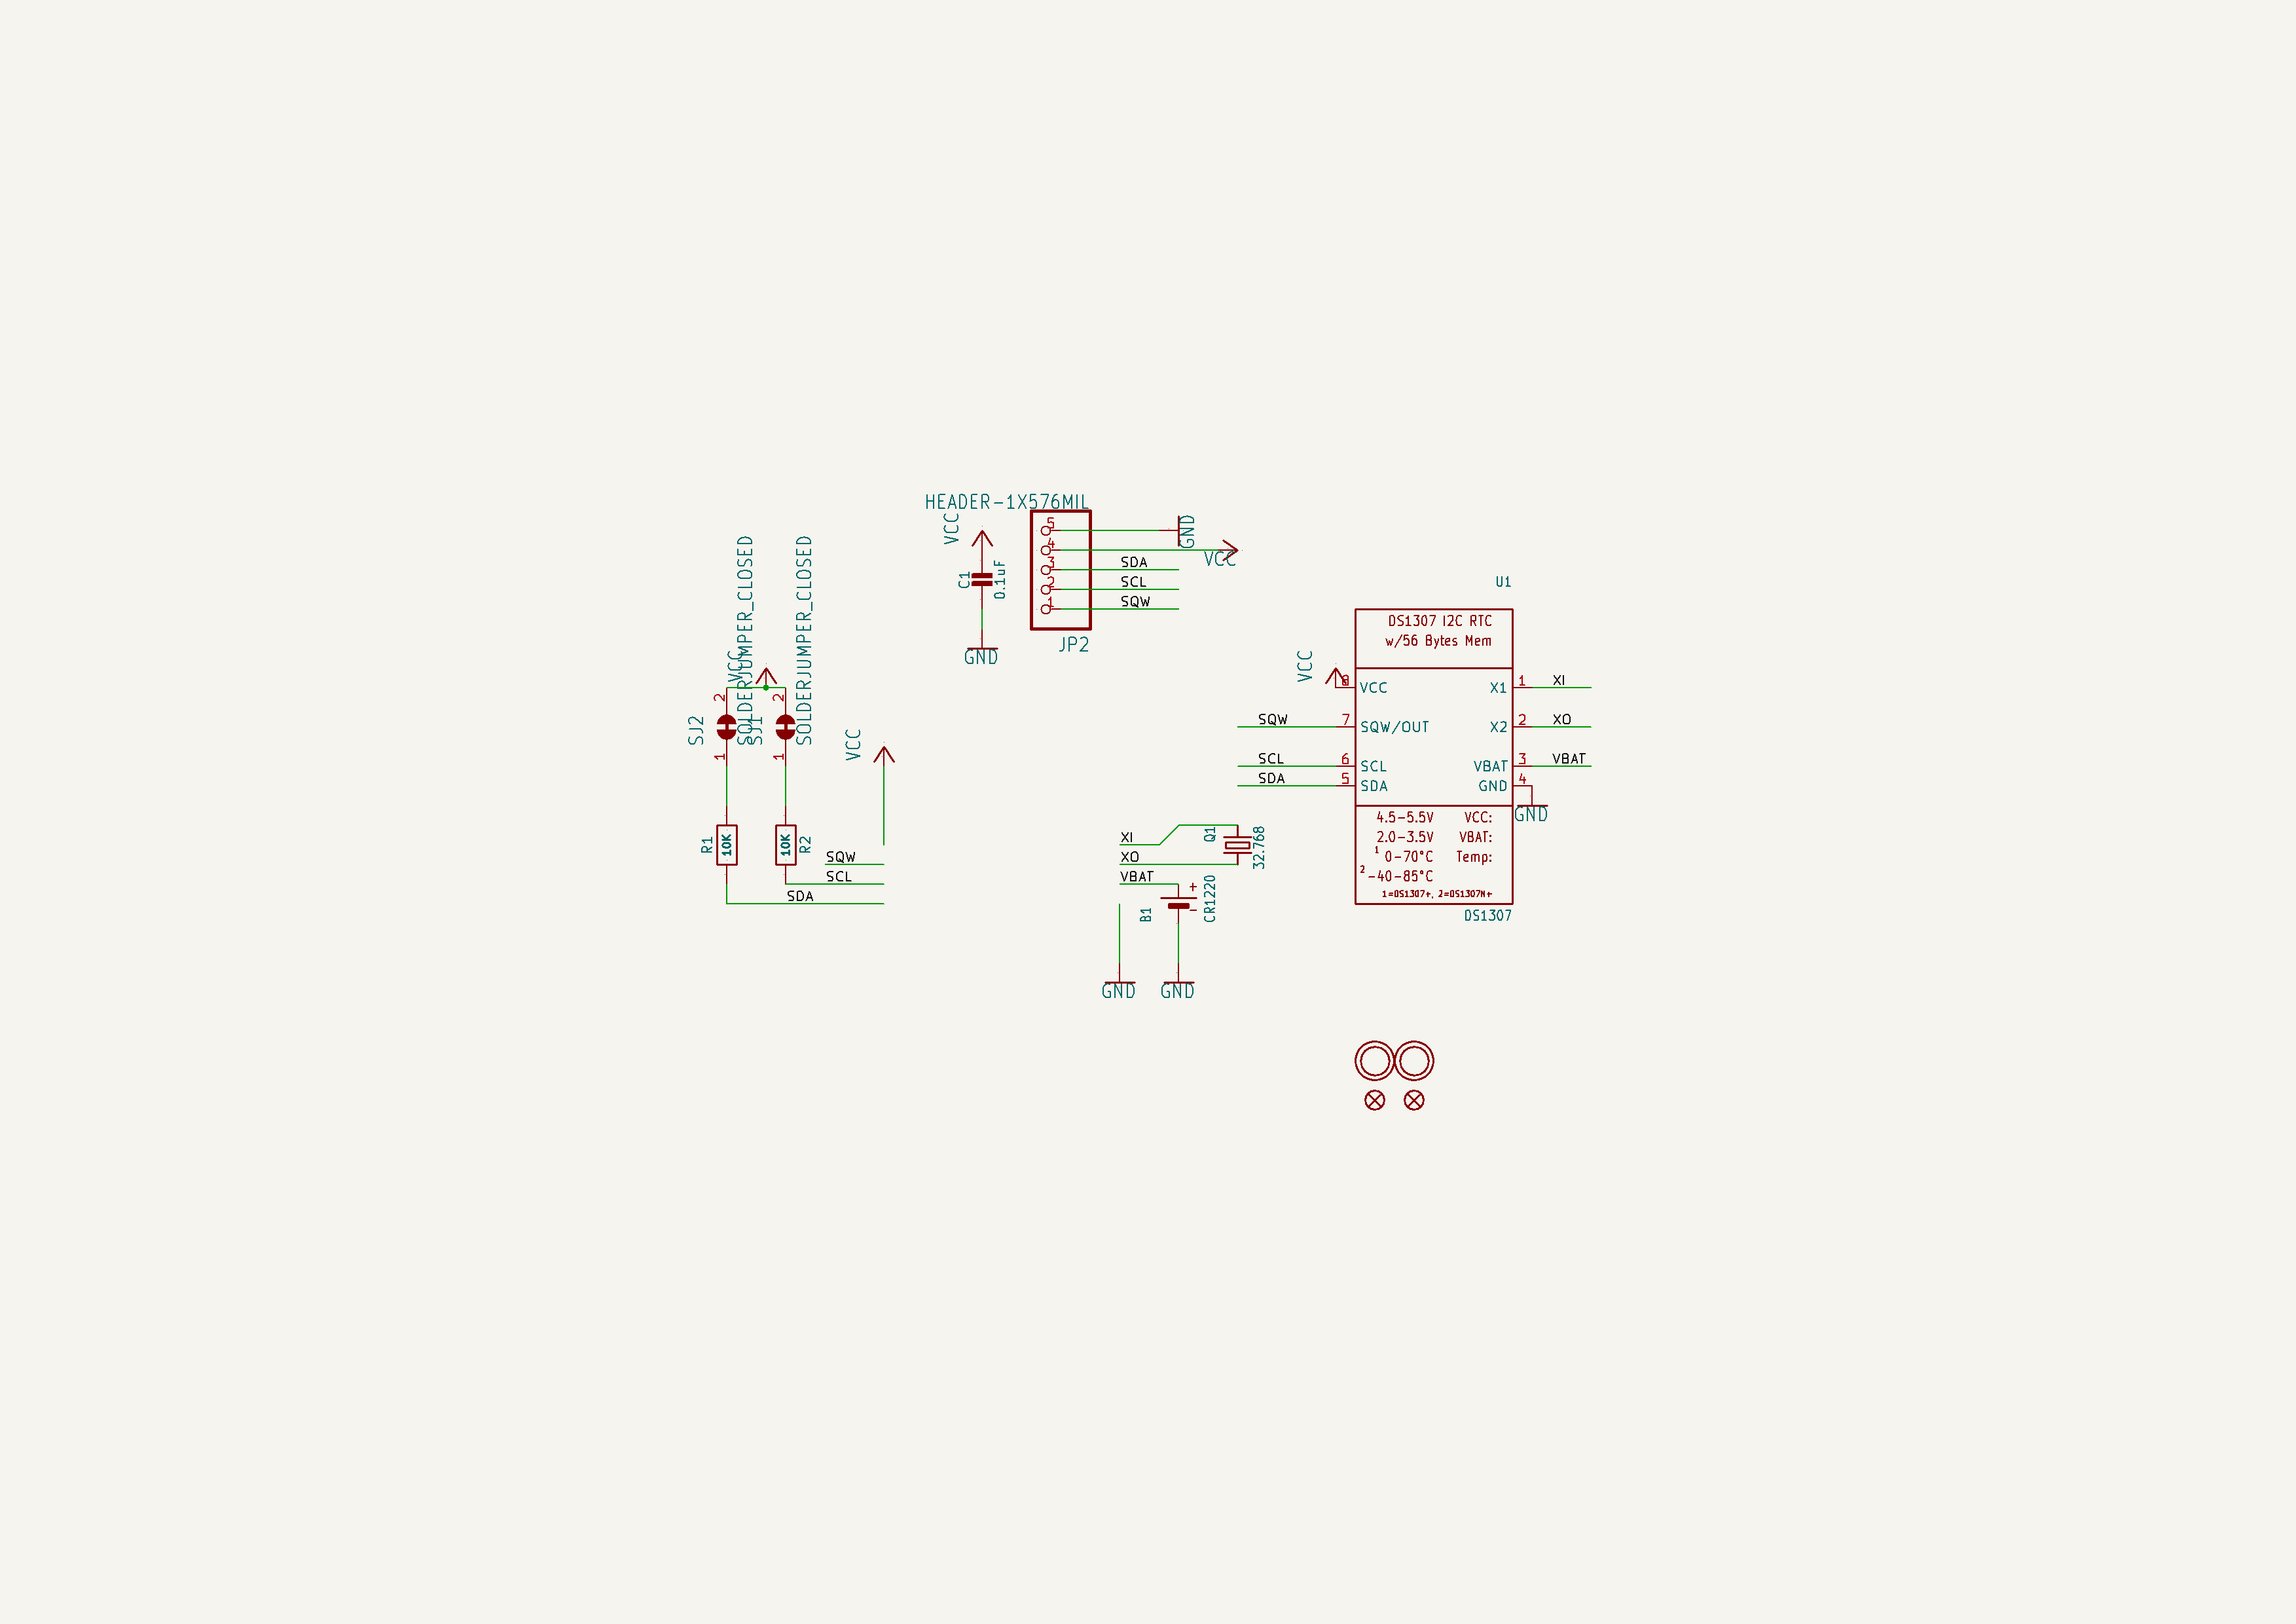 HEADER-1X576MIL
VCC
5
4
3
2
1
GND
VCC
SDA
SCL
SQW
C1
0.1uF
GND
JP2
SOLDERJUMPER_CLOSED
SOLDERJUMPER_CLOSED
VCC
2
2
SJ2
SJ1
1
1
VCC
R1
10K
10K
R2
SQW
SCL
SDA
U1
DS1307 I2C RTC
w/56 Bytes Mem
VCC
8
VCC
X1
1
XI
SQW
7
SQW/OUT
X2
2
XO
SCL
6
SCL
VBAT
3
VBAT
SDA
5
SDA
GND
4
GND
4.5-5.5V VCC:
2.0-3.5V VBAT:
1 0-70°C Temp:
2 -40-85°C
1=DS1307+, 2=DS1307N+
DS1307
XI
XO
VBAT
Q1
32.768
+
-
B1
CR1220
GND
GND